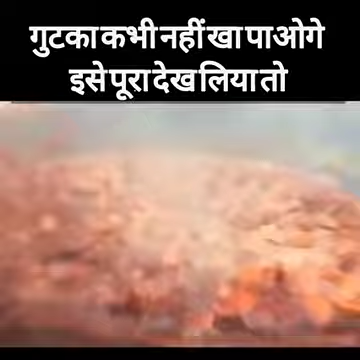 गुटका कभी नहीं खा पाओगे
इसे पूरा देख लिया तो